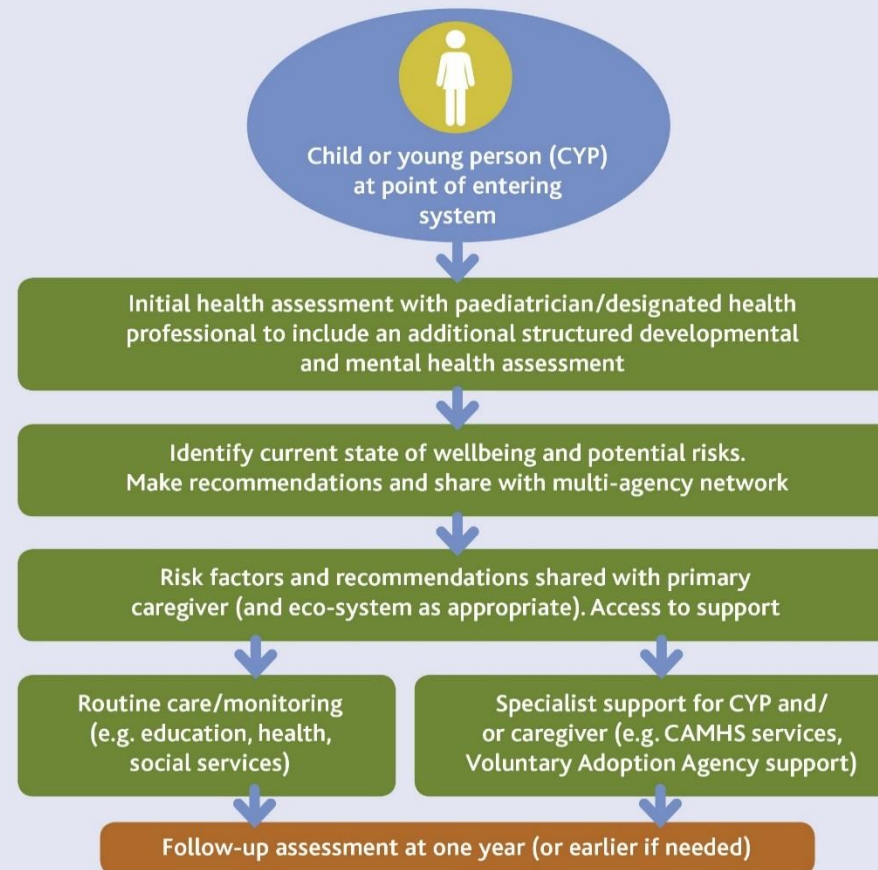 Child or young person (CYP)
at point of entering
system
Initial health assessment with paediatrician/designated health
professional to include an additional structured developmental
and mental health assessment
Identify current state of wellbeing and potential risks.
Make recommendations and share with multi-agency network
Risk factors and recommendations shared with primary
caregiver (and eco-system as appropriate). Access to support
Routine care/monitoring
(e.g. education, health,
social services)
Specialist support for CYP and/
or caregiver (e.g. CAMHS services,
Voluntary Adoption Agency support)
Follow-up assessment at one year (or earlier if needed)